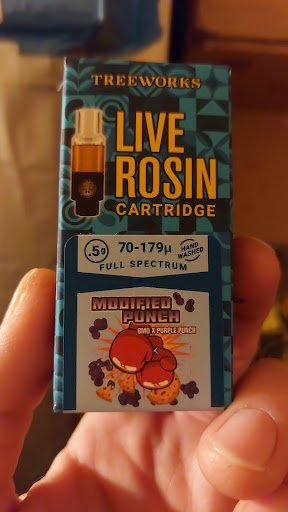 TREEWORKS
LIVE
ROSIN
CARTRIDGE
.5g 70-179µ HAND WASHED
FULL SPECTRUM
MODIFIED
PUNCH
GMO X PURPLE PUNCH